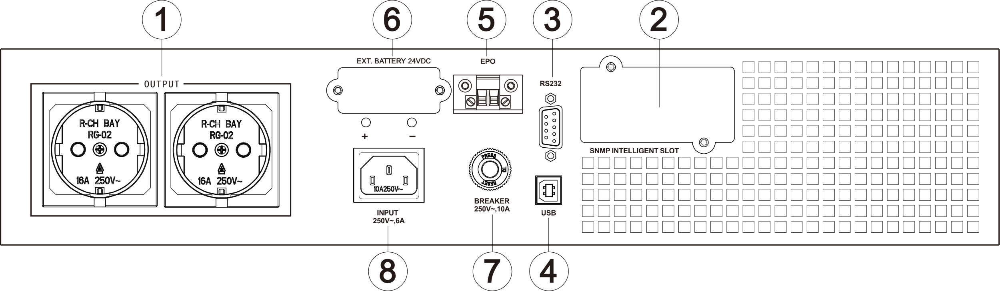 1
6
5
3
2
EXT. BATTERY 24VDC
EPO
RS232
OUTPUT
R-CH BAY
RG-02
16A 250V~
R-CH BAY
RG-02
16A 250V~
+
−
SNMP INTELLIGENT SLOT
10A250V~
PRESS
TO
RESET
BREAKER
250V~,10A
INPUT
250V~,6A
USB
8
7
4